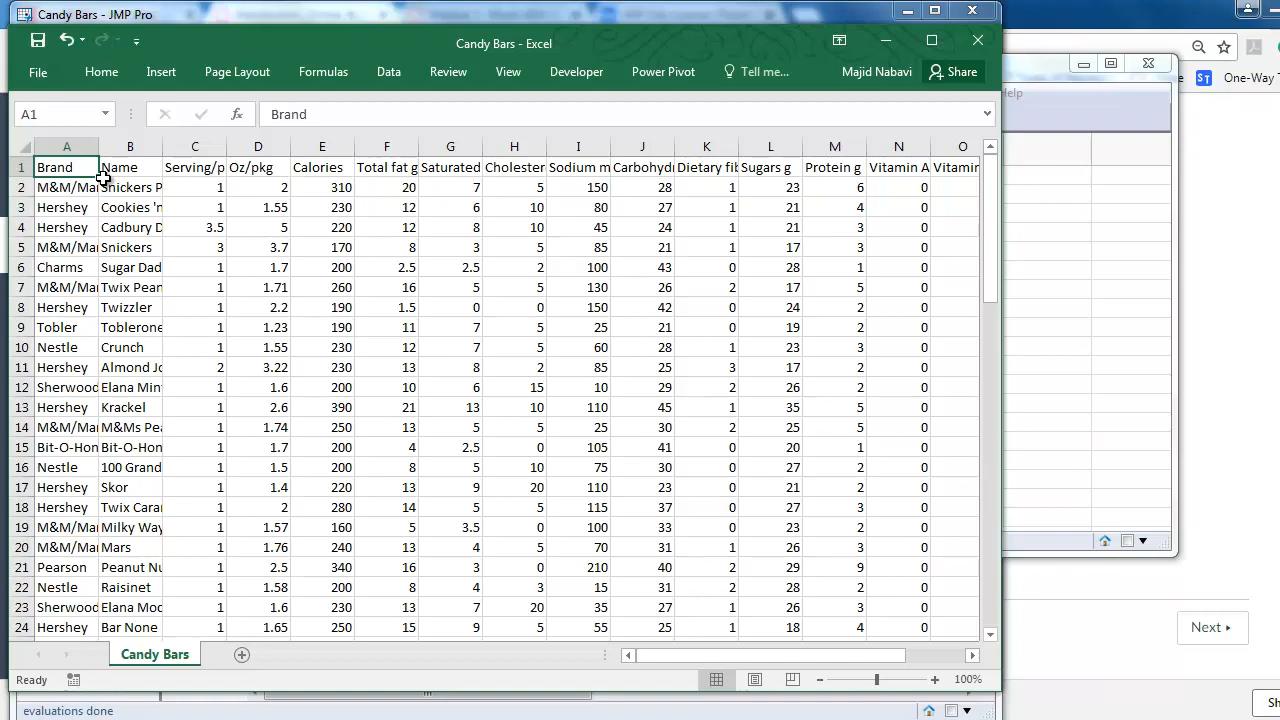 Candy Bars - JMP Pro
Candy Bars - Excel
File Home Insert Page Layout Formulas Data Review View Developer Power Pivot Tell me... Majid Nabavi Share
Help
ST One-Way T
A1 fx Brand
A B C D E F G H I J K L M N O
1 Brand Name Serving/p Oz/pkg Calories Total fat g Saturated Cholester Sodium m Carbohydr Dietary fib Sugars g Protein g Vitamin A Vitamin
2 M&M/Mar Snickers P 1 2 310 20 7 5 150 28 1 23 6 0
3 Hershey Cookies 'n 1 1.55 230 12 6 10 80 27 1 21 4 0
4 Hershey Cadbury D 3.5 5 220 12 8 10 45 24 1 21 3 0
5 M&M/Mar Snickers 3 3.7 170 8 3 5 85 21 1 17 3 0
6 Charms Sugar Dad 1 1.7 200 2.5 2.5 2 100 43 0 28 1 0
7 M&M/Mar Twix Pean 1 1.71 260 16 5 5 130 26 2 17 5 0
8 Hershey Twizzler 1 2.2 190 1.5 0 0 150 42 0 24 2 0
9 Tobler Toblerone 1 1.23 190 11 7 5 25 21 0 19 2 0
10 Nestle Crunch 1 1.55 230 12 7 5 60 28 1 23 3 0
11 Hershey Almond Jo 2 3.22 230 13 8 2 85 25 3 17 2 0
12 Sherwood Elana Min 1 1.6 200 10 6 15 10 29 2 26 2 0
13 Hershey Krackel 1 2.6 390 21 13 10 110 45 1 35 5 0
14 M&M/Mar M&Ms Pea 1 1.74 250 13 5 5 25 30 2 25 5 0
15 Bit-O-Hon Bit-O-Hon 1 1.7 200 4 2.5 0 105 41 0 20 1 0
16 Nestle 100 Grand 1 1.5 200 8 5 10 75 30 0 27 2 0
17 Hershey Skor 1 1.4 220 13 9 20 110 23 0 21 2 0
18 Hershey Twix Cara 1 2 280 14 5 5 115 37 0 27 3 0
19 M&M/Mar Milky Way 1 1.57 160 5 3.5 0 100 33 0 23 2 0
20 M&M/Mar Mars 1 1.76 240 13 4 5 70 31 1 26 3 0
21 Pearson Peanut Nu 1 2.5 340 16 3 0 210 40 2 29 9 0
22 Nestle Raisinet 1 1.58 200 8 4 3 15 31 2 28 2 0
23 Sherwood Elana Moc 1 1.6 230 13 7 20 35 27 1 26 3 0
24 Hershey Bar None 1 1.65 250 15 9 5 55 25 1 18 4 0
Next
Candy Bars
Ready 100%
evaluations done
Sh